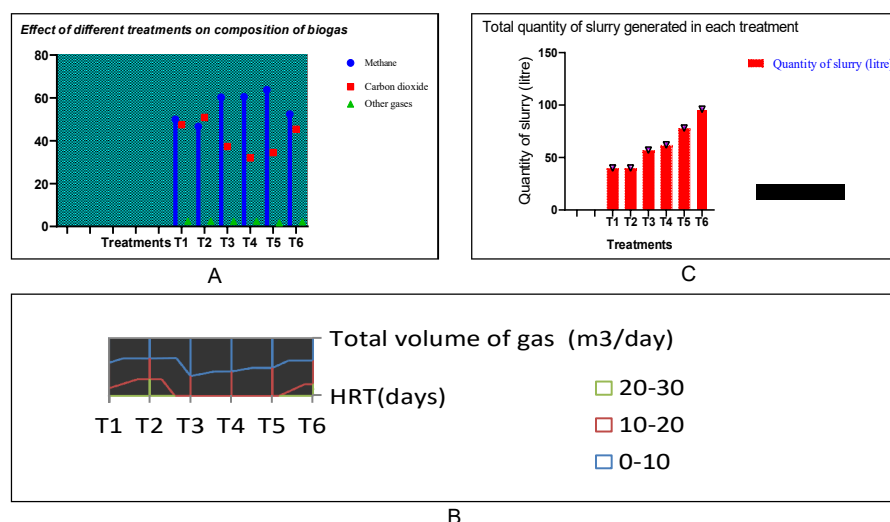 Effect of different treatments on composition of biogas
80
60
40
20
0
Treatments T1 T2 T3 T4 T5 T6
Methane
Carbon dioxide
Other gases
A
Total quantity of slurry generated in each treatment
Quantity of slurry (litre)
150
100
50
0
T1 T2 T3 T4 T5 T6
Treatments
Quantity of slurry (litre)
C
Total volume of gas (m3/day)
HRT(days)
T1 T2 T3 T4 T5 T6
20-30
10-20
0-10
B